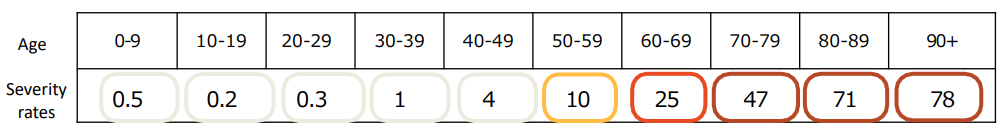 Age 0-9 10-19 20-29 30-39 40-49 50-59 60-69 70-79 80-89 90+
Severity rates 0.5 0.2 0.3 1 4 10 25 47 71 78